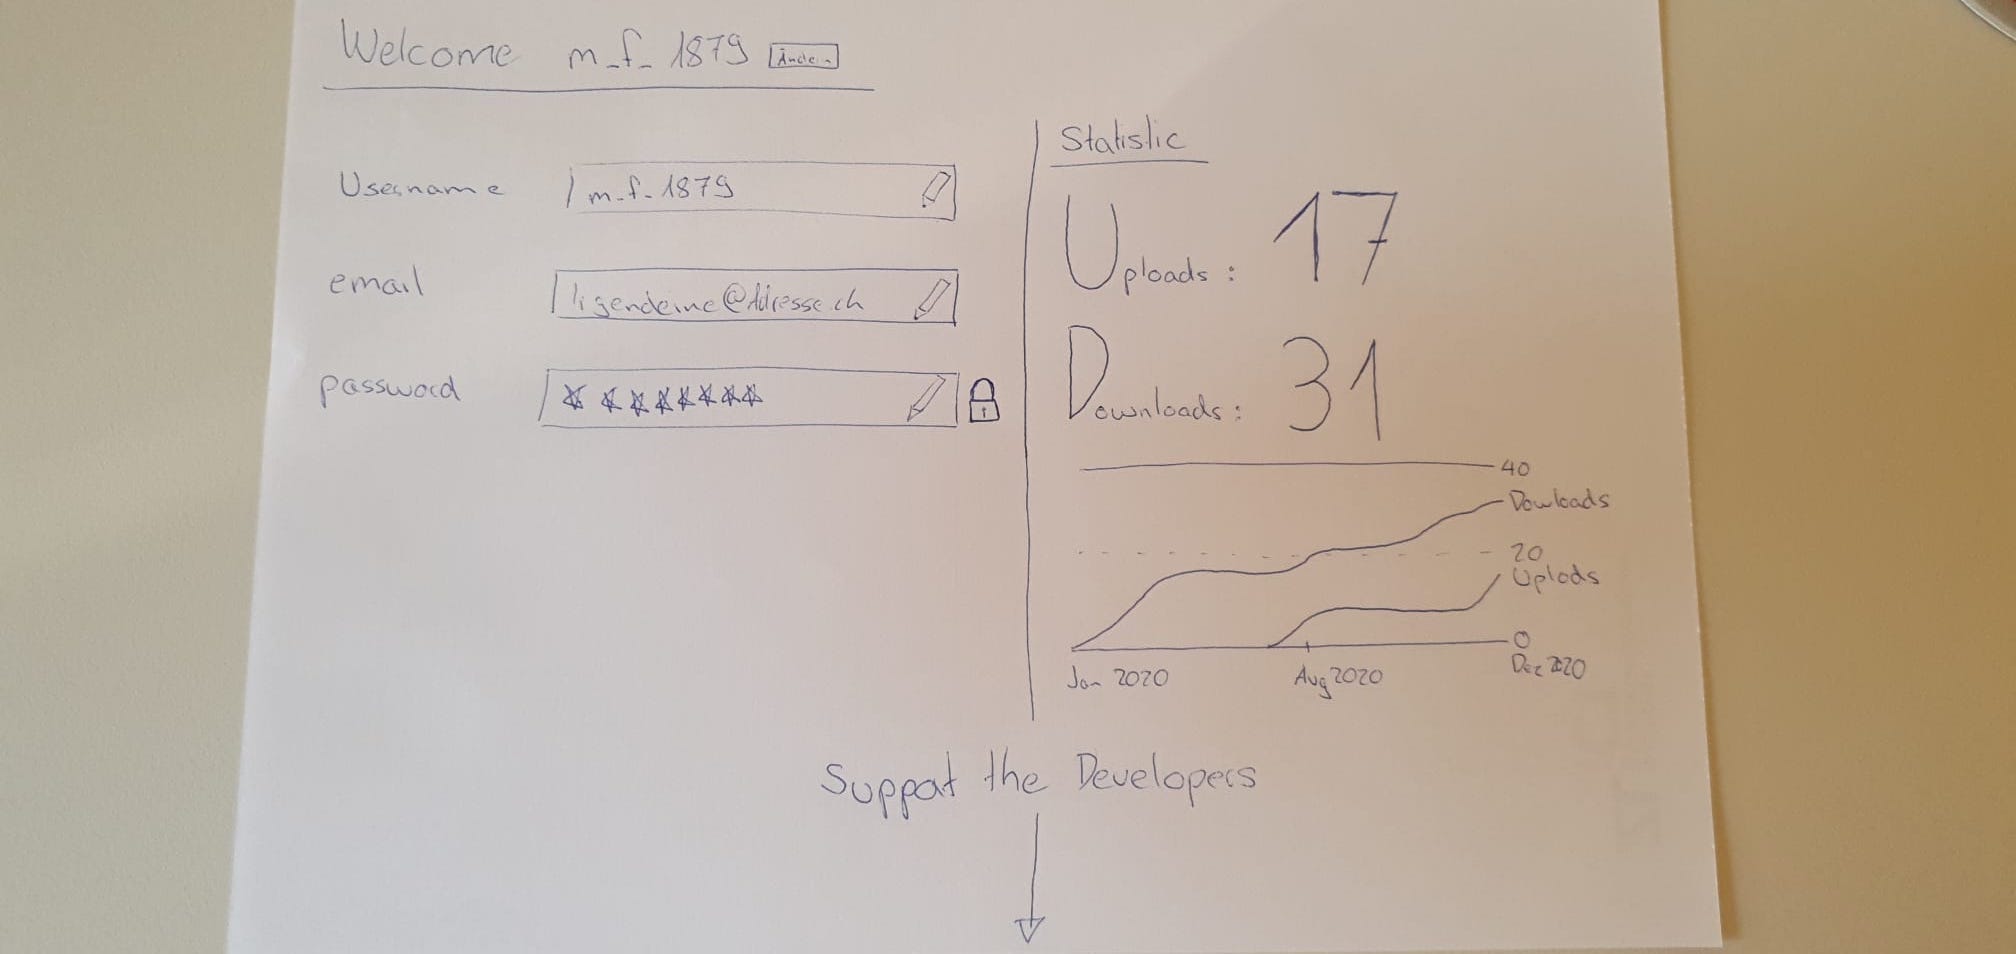 Welcome m_f_1879 Ändern
Username m_f_1879
email irgendeine@Adresse.ch
password ********
Statistic
Uploads: 17
Downloads: 31
40
Dowloads
20
Uplods
0
Jan 2020 Aug 2020 Dez 2020
Support the Developers